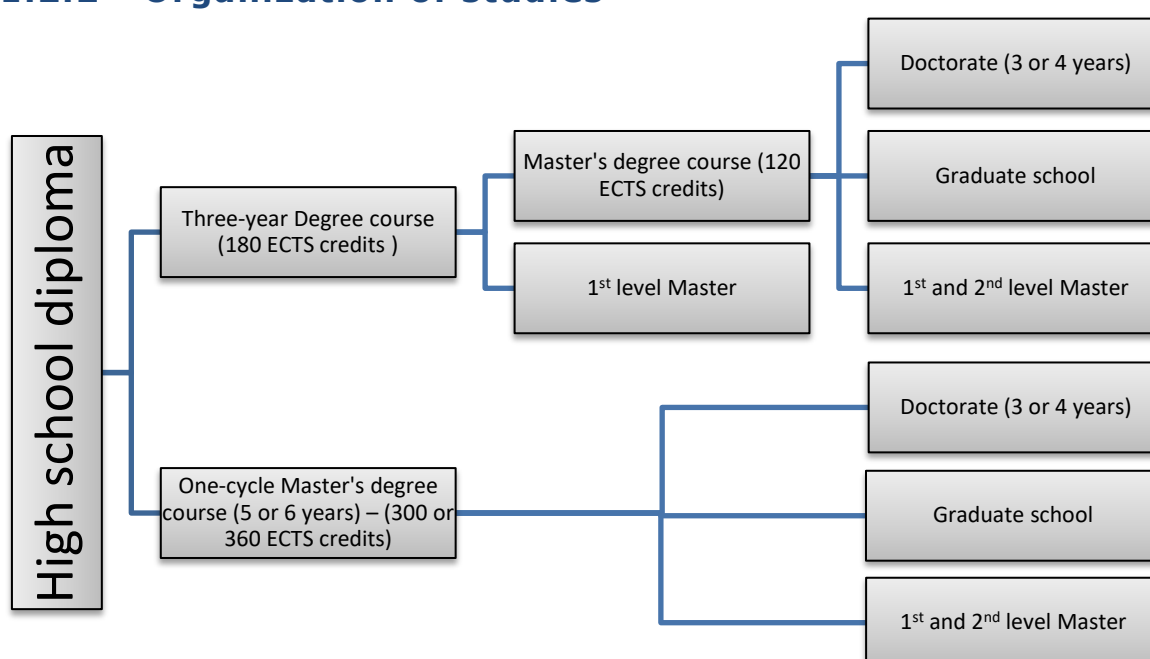 Organization of studies
High school diploma
Three-year Degree course
(180 ECTS credits )
Master's degree course (120
ECTS credits)
1st level Master
Doctorate (3 or 4 years)
Graduate school
1st and 2nd level Master
One-cycle Master's degree
course (5 or 6 years) – (300 or
360 ECTS credits)
Doctorate (3 or 4 years)
Graduate school
1st and 2nd level Master